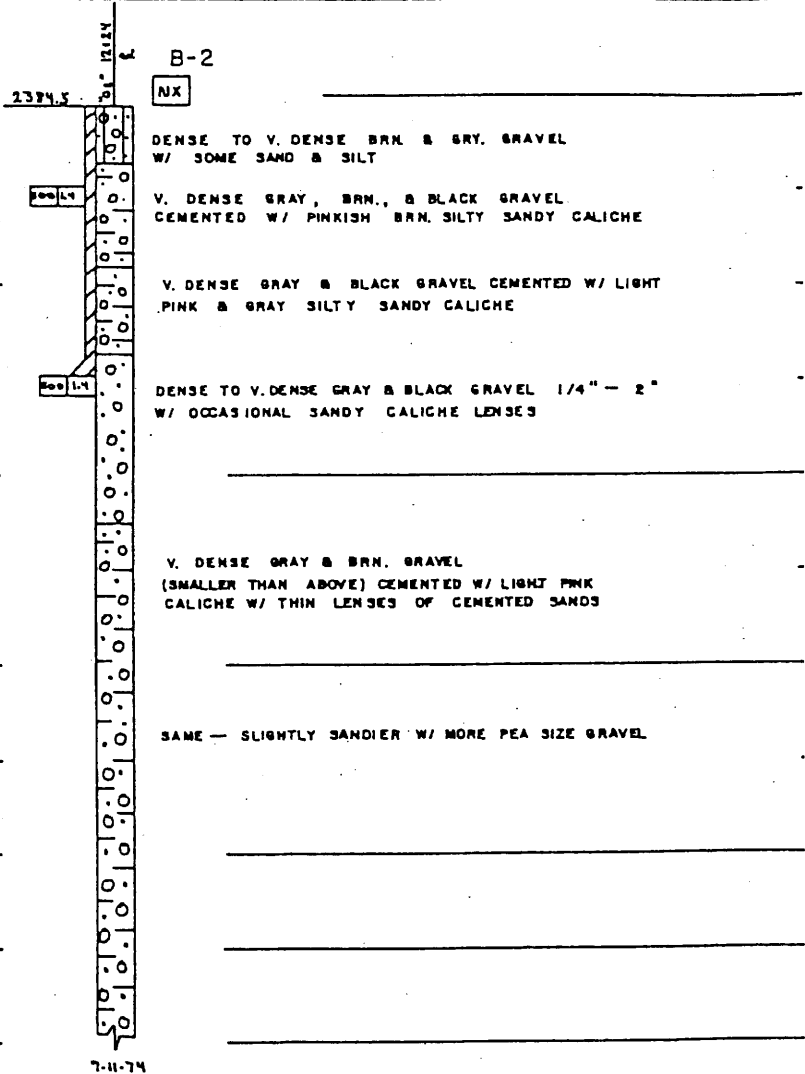 B-2
NX
2384.5
DENSE TO V. DENSE BRN. & GRY. GRAVEL
W/ SOME SAND & SILT
V. DENSE GRAY, BRN., & BLACK GRAVEL
CEMENTED W/ PINKISH BRN. SILTY SANDY CALICHE
V. DENSE GRAY & BLACK GRAVEL CEMENTED W/ LIGHT
PINK & GRAY SILTY SANDY CALICHE
1.4
DENSE TO V. DENSE GRAY & BLACK GRAVEL 1/4" — 2"
W/ OCCASIONAL SANDY CALICHE LENSES
V. DENSE GRAY & BRN. GRAVEL
(SMALLER THAN ABOVE) CEMENTED W/ LIGHT PINK
CALICHE W/ THIN LENSES OF CEMENTED SANDS
SAME — SLIGHTLY SANDIER W/ MORE PEA SIZE GRAVEL
7-11-74